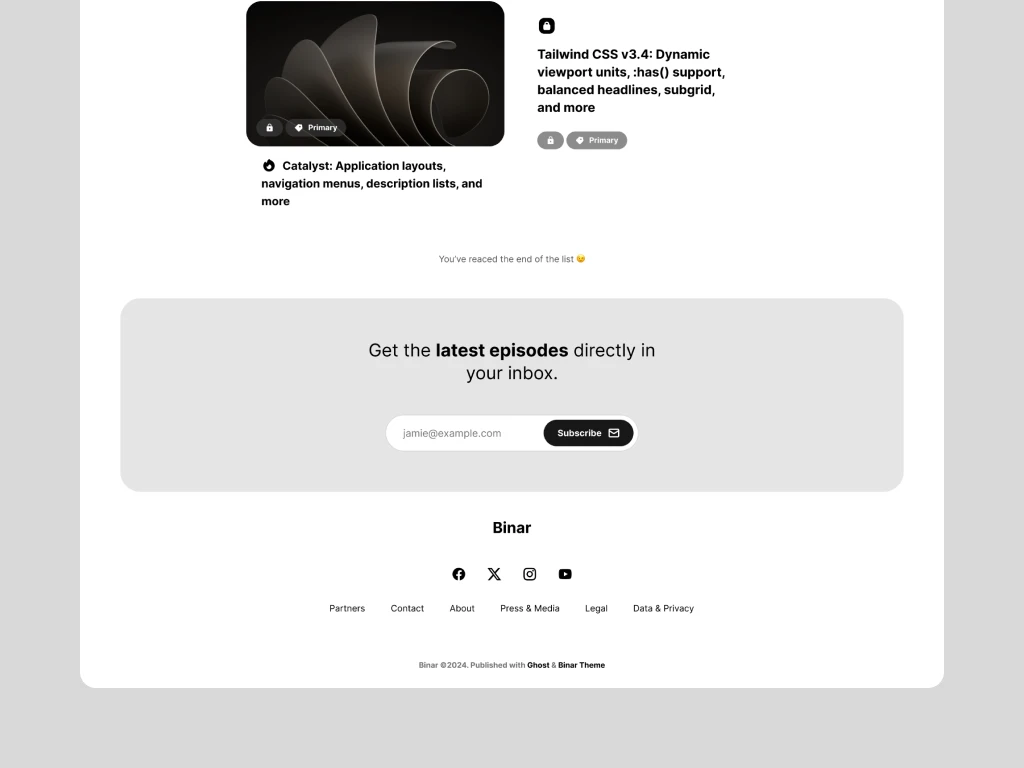 Primary
Catalyst: Application layouts,
navigation menus, description lists, and
more
Tailwind CSS v3.4: Dynamic
viewport units, :has() support,
balanced headlines, subgrid,
and more
Primary
You've reaced the end of the list 😊
Get the latest episodes directly in
your inbox.
jamie@example.com Subscribe
Binar
Partners Contact About Press & Media Legal Data & Privacy
Binar ©2024. Published with Ghost & Binar Theme